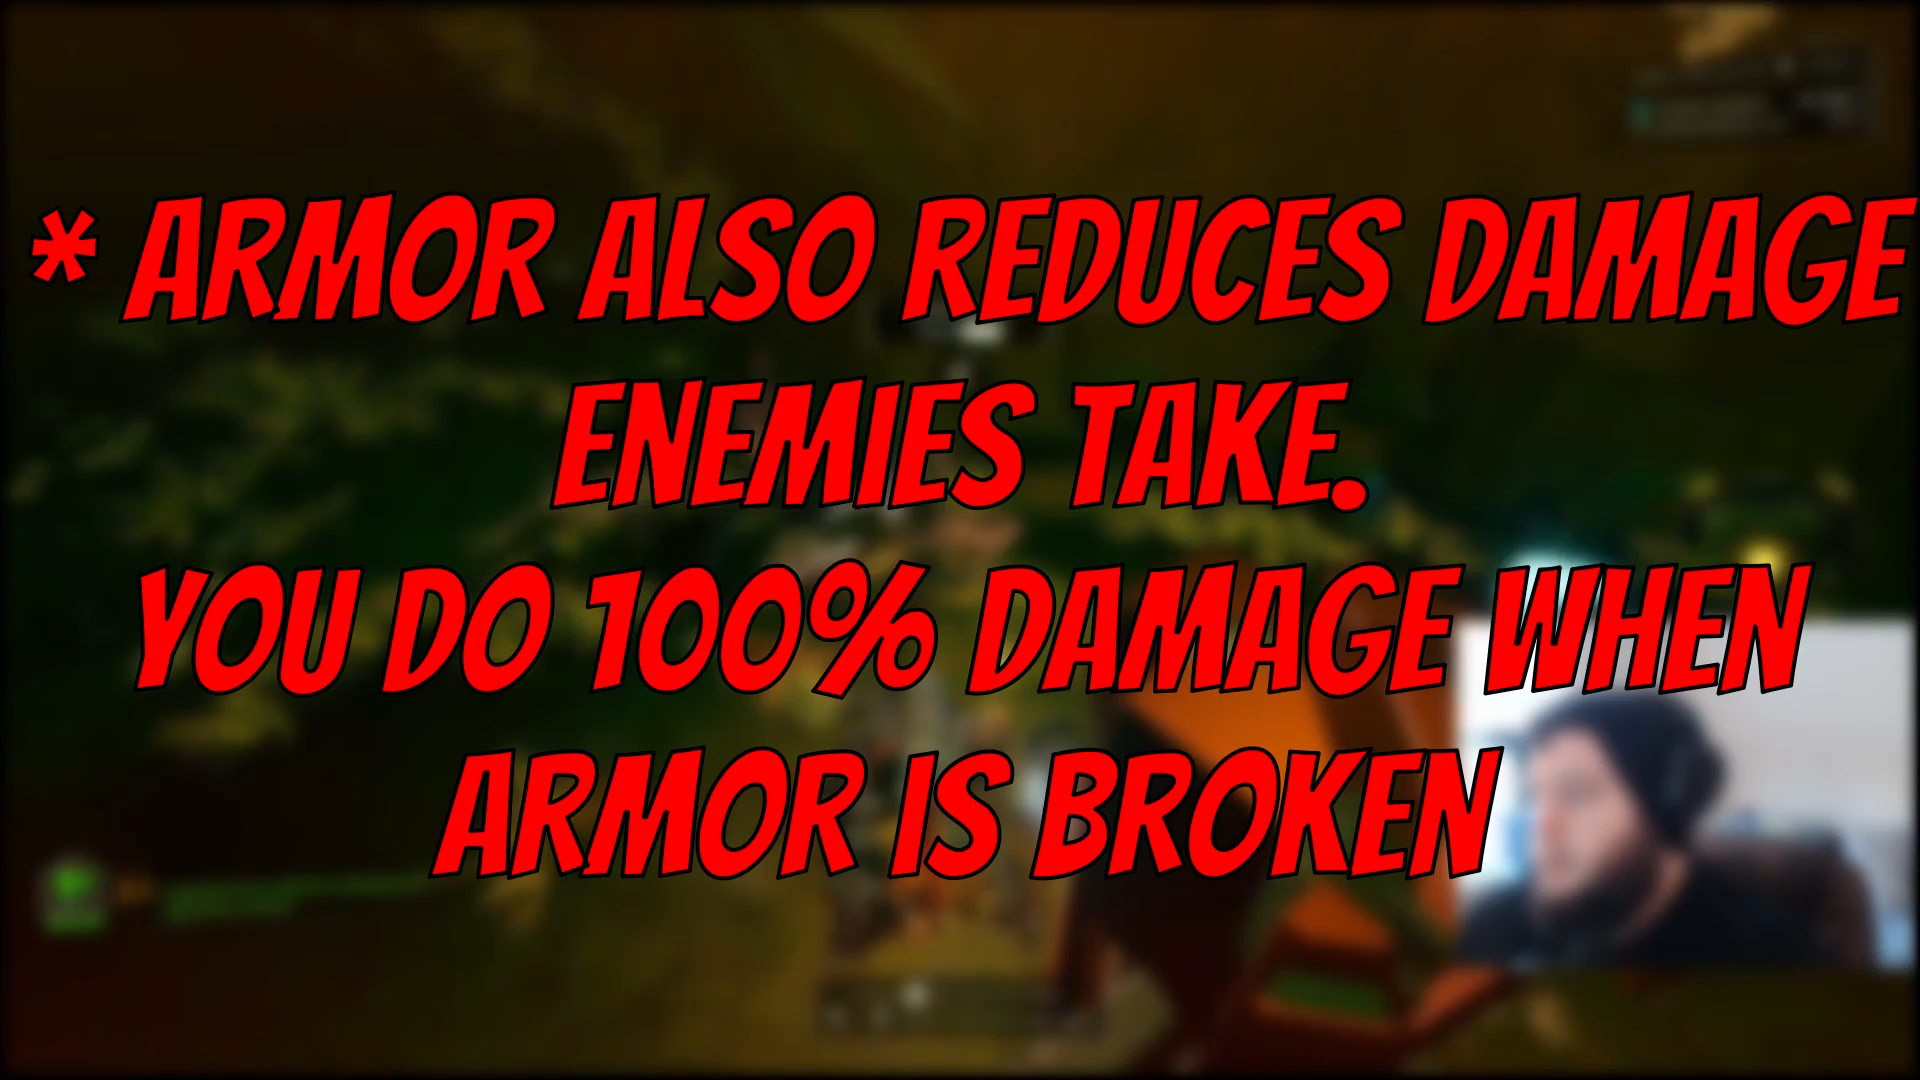 * ARMOR ALSO REDUCES DAMAGE
ENEMIES TAKE.
YOU DO 100% DAMAGE WHEN
ARMOR IS BROKEN